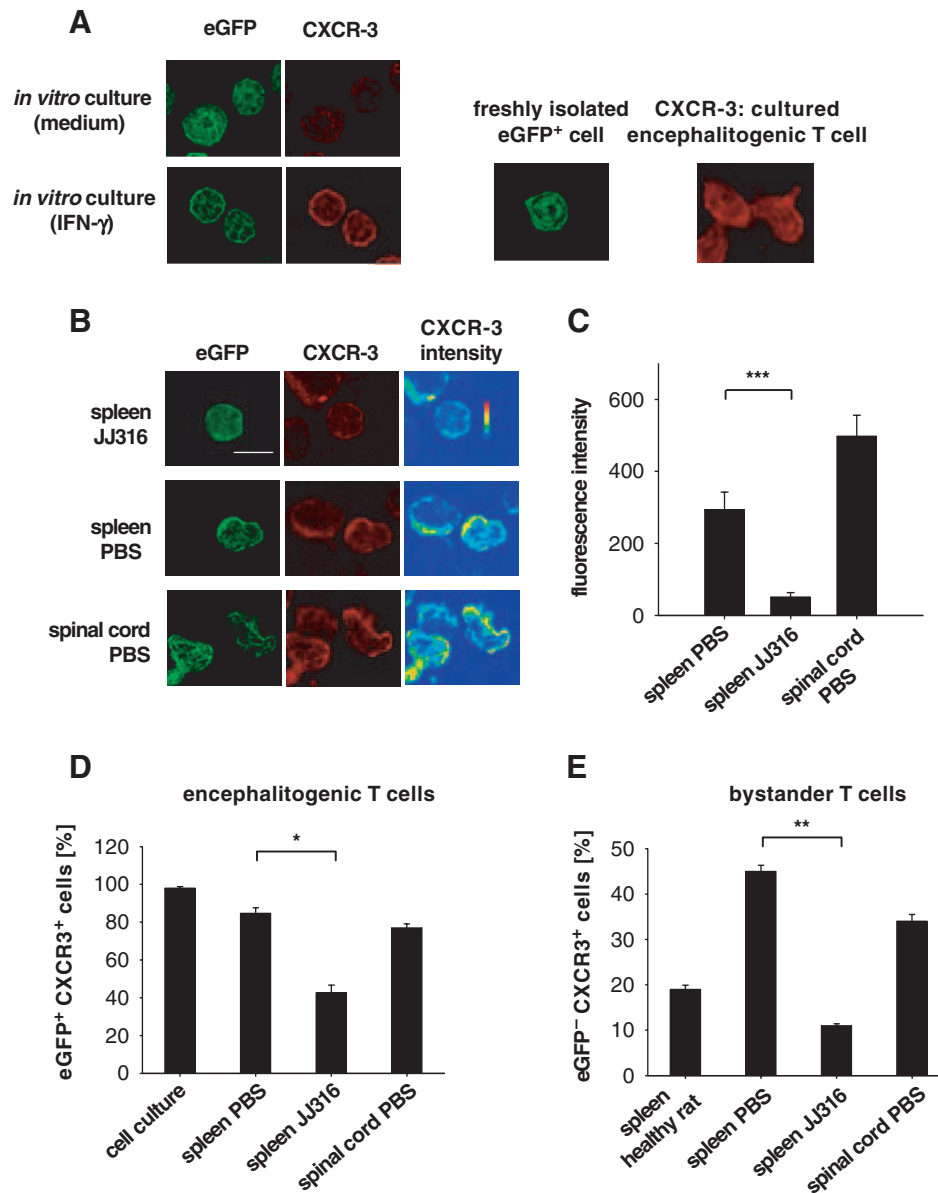 A
eGFP
CXCR-3
in vitro culture
(medium)
in vitro culture
(IFN-γ)
freshly isolated
eGFP+ cell
CXCR-3: cultured
encephalitogenic T cell
B
eGFP
CXCR-3
CXCR-3
intensity
spleen
JJ316
spleen
PBS
spinal cord
PBS
C
***
fluorescence intensity
600
400
200
0
spleen PBS
spleen JJ316
spinal cord
PBS
D
encephalitogenic T cells
*
eGFP+ CXCR3+ cells [%]
120
100
80
60
40
20
0
cell culture
spleen PBS
spleen JJ316
spinal cord PBS
E
bystander T cells
**
eGFP– CXCR3+ cells [%]
50
40
30
20
10
0
spleen
healthy rat
spleen PBS
spleen JJ316
spinal cord PBS